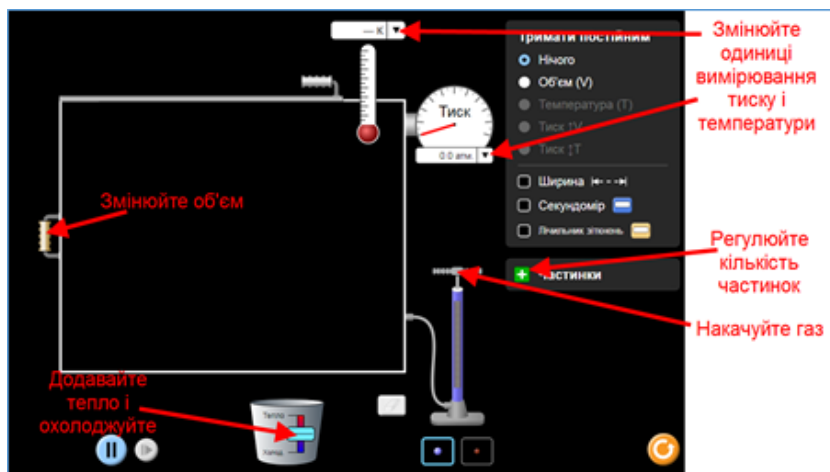 — K
Тримати постійним
Нічого
Об'єм (V)
Температура (T)
Тиск ↕V
Тиск ↕T
Тиск
0.0 атм.
Ширина
Секундомір
Лічильник зіткнень
Частинки
Тепло
Холод.
Змінюйте
одиниці
вимірювання
тиску і
температури
Змінюйте об'єм
Регулюйте
кількість
частинок
Накачуйте газ
Додавайте
тепло і
охолоджуйте